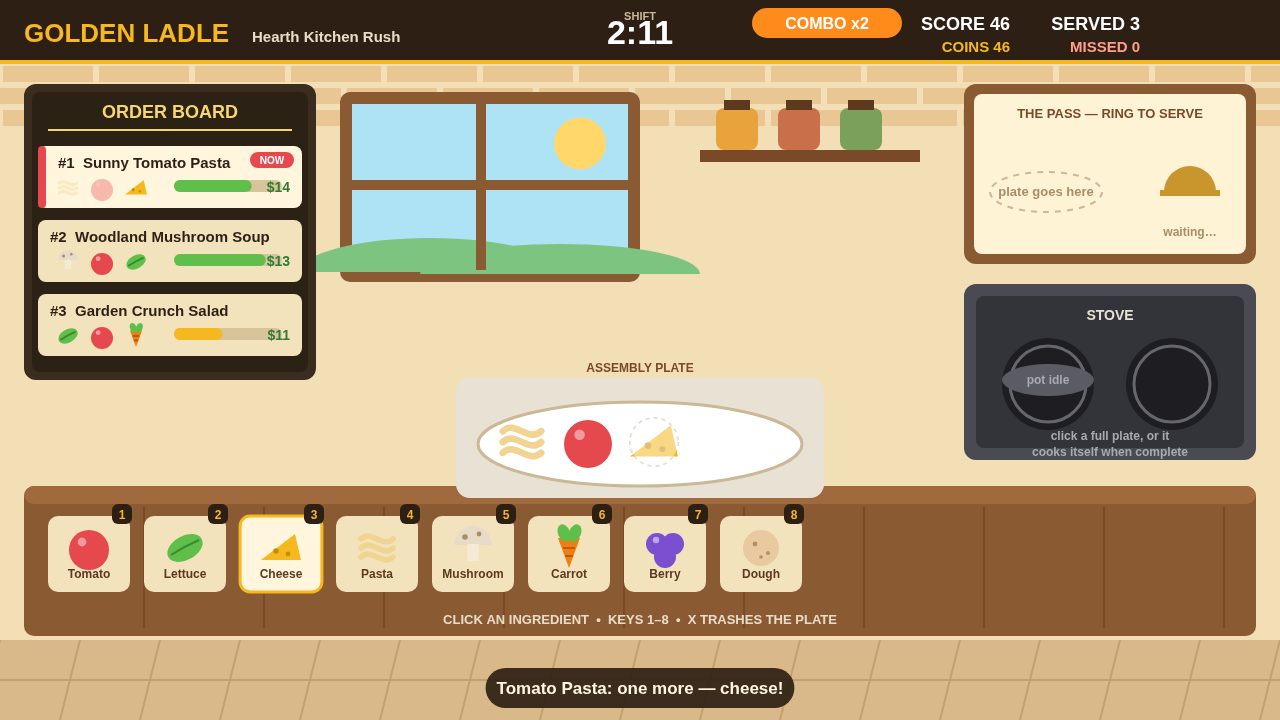 GOLDEN LADLE
Hearth Kitchen Rush
SHIFT
2:11
COMBO x2
SCORE 46
COINS 46
SERVED 3
MISSED 0
ORDER BOARD
#1 Sunny Tomato Pasta
NOW
$14
#2 Woodland Mushroom Soup
$13
#3 Garden Crunch Salad
$11
THE PASS — RING TO SERVE
plate goes here
waiting…
STOVE
pot idle
click a full plate, or it
cooks itself when complete
ASSEMBLY PLATE
1
Tomato
2
Lettuce
3
Cheese
4
Pasta
5
Mushroom
6
Carrot
7
Berry
8
Dough
CLICK AN INGREDIENT • KEYS 1–8 • X TRASHES THE PLATE
Tomato Pasta: one more — cheese!